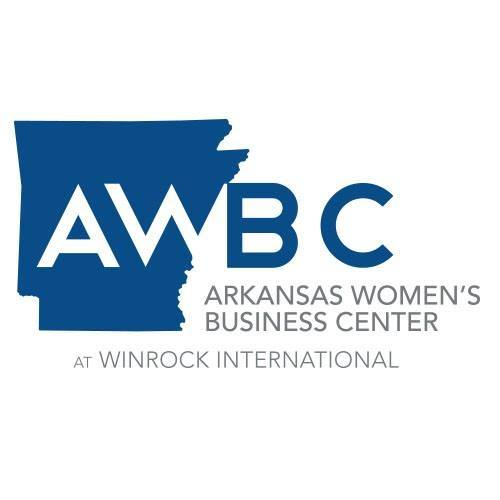 AWBC
ARKANSAS WOMEN'S
BUSINESS CENTER
AT WINROCK INTERNATIONAL